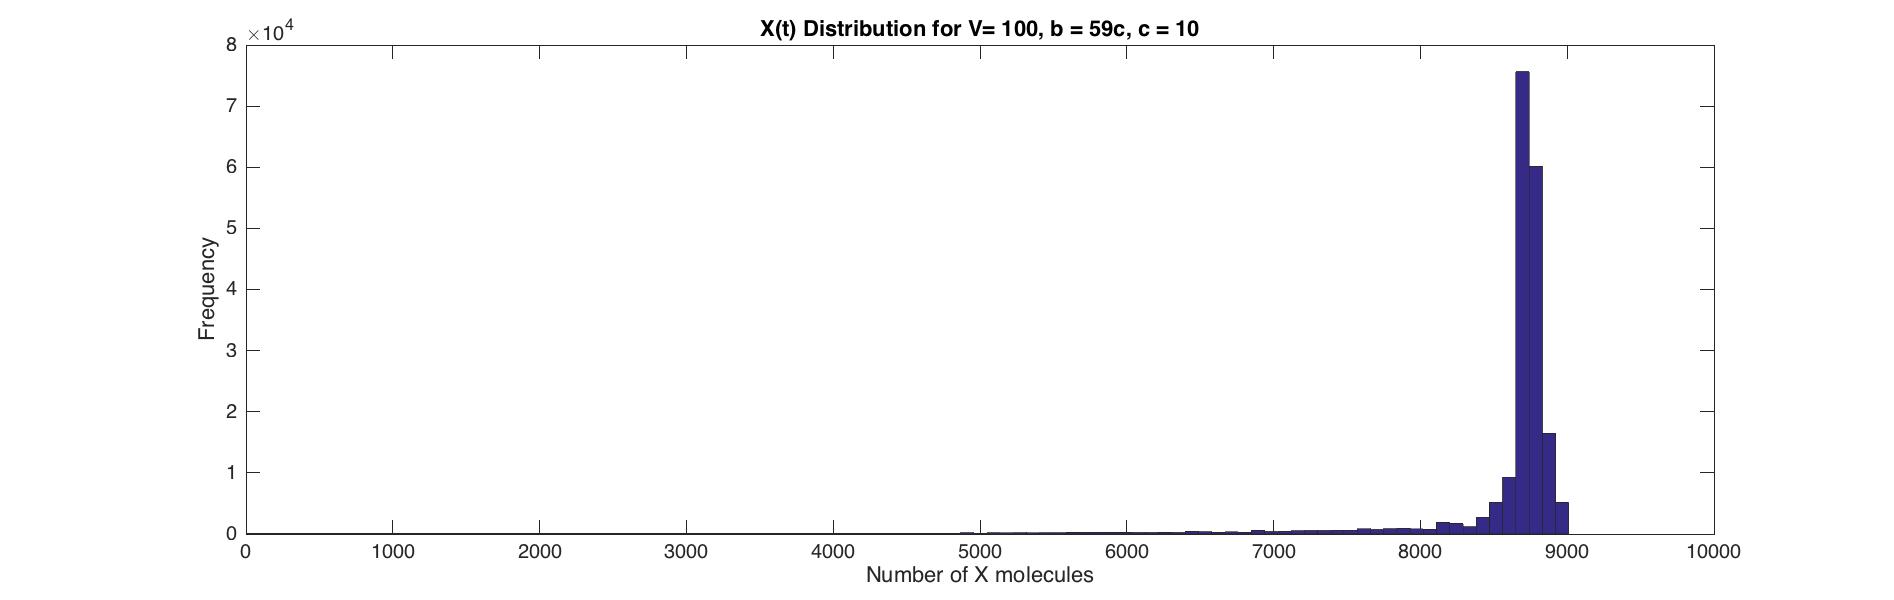 X(t) Distribution for V= 100, b = 59c, c = 10
×10⁴
8
7
6
5
4
3
2
1
0
Frequency
0 1000 2000 3000 4000 5000 6000 7000 8000 9000 10000
Number of X molecules